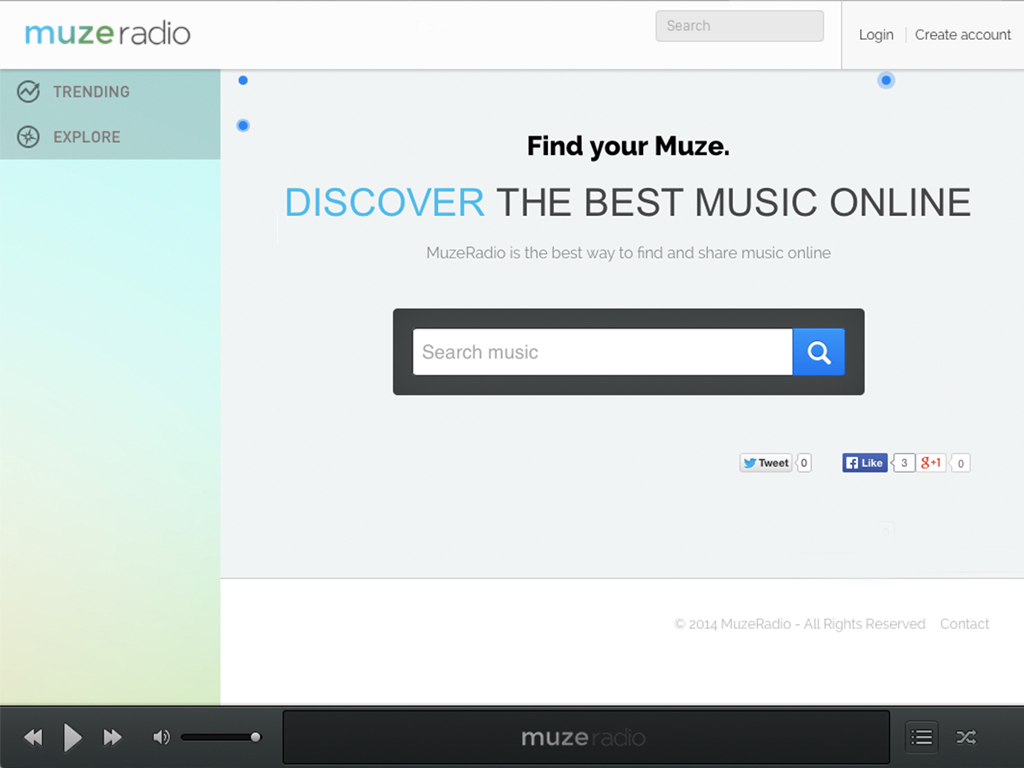 muzeradio
Search
Login
Create account
TRENDING
EXPLORE
Find your Muze.
DISCOVER THE BEST MUSIC ONLINE
MuzeRadio is the best way to find and share music online
Search music
Tweet 0
Like 3
g+1 0
© 2014 MuzeRadio - All Rights Reserved Contact
muzeradio